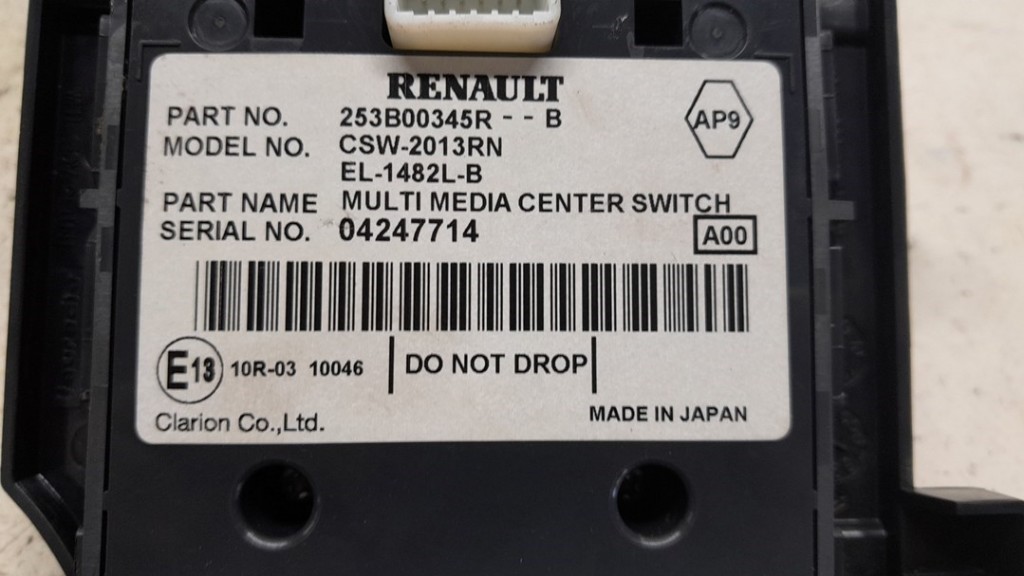 RENAULT
PART NO. 253B00345R - - B
AP9
MODEL NO. CSW-2013RN
EL-1482L-B
PART NAME MULTI MEDIA CENTER SWITCH
SERIAL NO. 04247714
A00
E13 10R-03 10046 DO NOT DROP
Clarion Co.,Ltd. MADE IN JAPAN